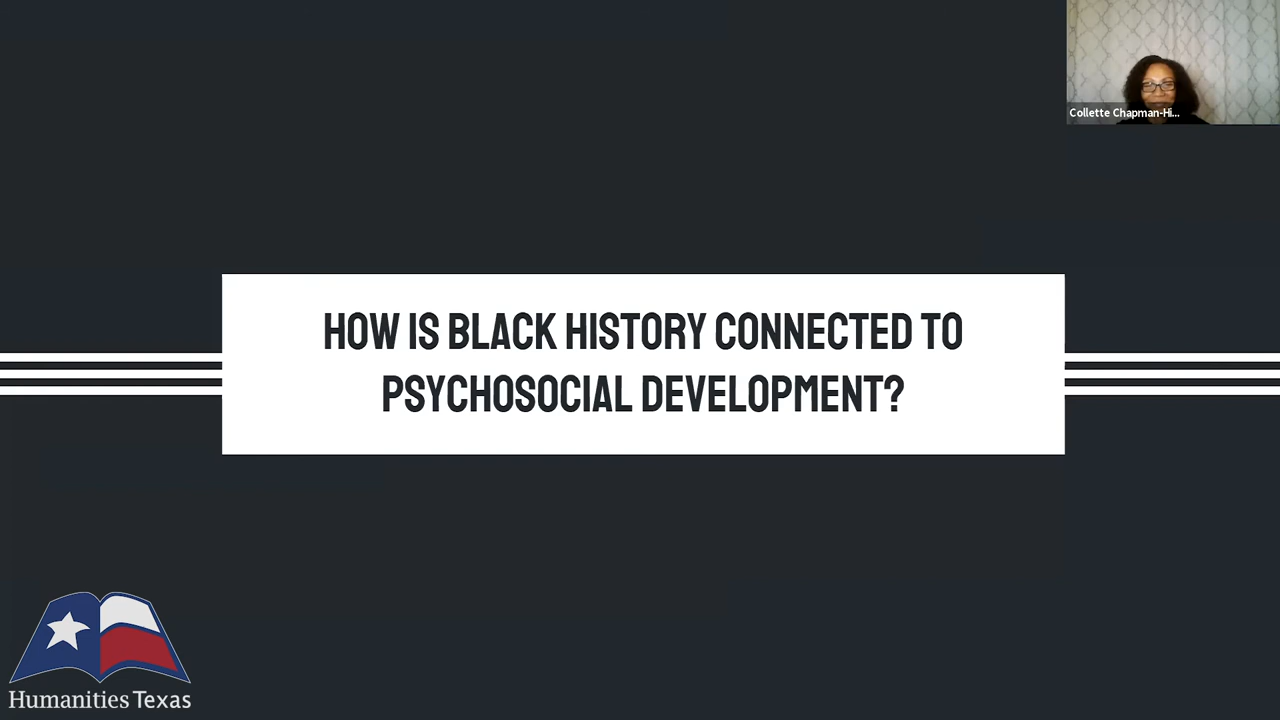 Collette Chapman-Hi...
HOW IS BLACK HISTORY CONNECTED TO
PSYCHOSOCIAL DEVELOPMENT?
Humanities Texas